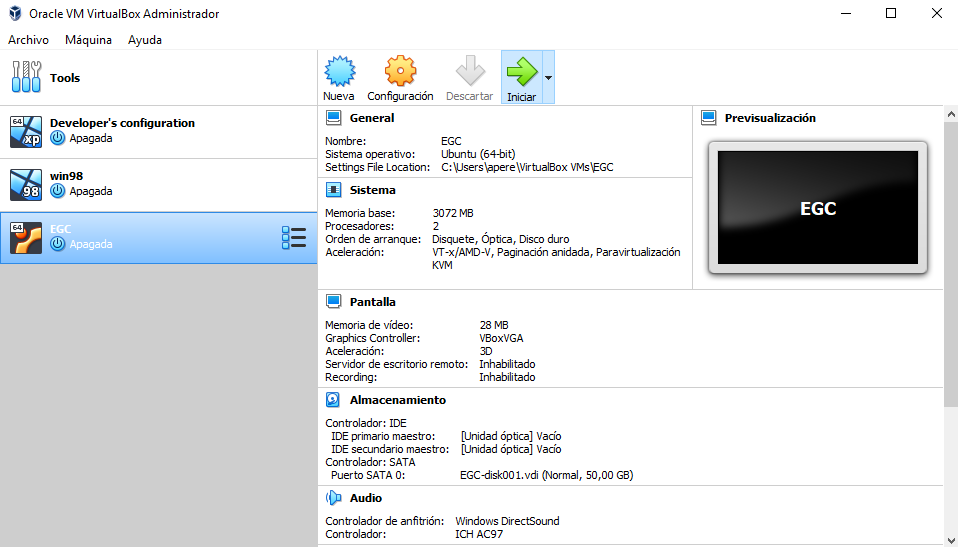 Oracle VM VirtualBox Administrador
Archivo Máquina Ayuda
Tools
64 xp Developer's configuration
Apagada
98 win98
Apagada
64 EGC
Apagada
Nueva Configuración Descartar Iniciar
General
Nombre: EGC
Sistema operativo: Ubuntu (64-bit)
Settings File Location: C:\Users\apere\VirtualBox VMs\EGC
Sistema
Memoria base: 3072 MB
Procesadores: 2
Orden de arranque: Disquete, Óptica, Disco duro
Aceleración: VT-x/AMD-V, Paginación anidada, Paravirtualización
KVM
Previsualización
EGC
Pantalla
Memoria de vídeo: 28 MB
Graphics Controller: VBoxVGA
Aceleración: 3D
Servidor de escritorio remoto: Inhabilitado
Recording: Inhabilitado
Almacenamiento
Controlador: IDE
IDE primario maestro: [Unidad óptica] Vacío
IDE secundario maestro: [Unidad óptica] Vacío
Controlador: SATA
Puerto SATA 0: EGC-disk001.vdi (Normal, 50,00 GB)
Audio
Controlador de anfitrión: Windows DirectSound
Controlador: ICH AC97